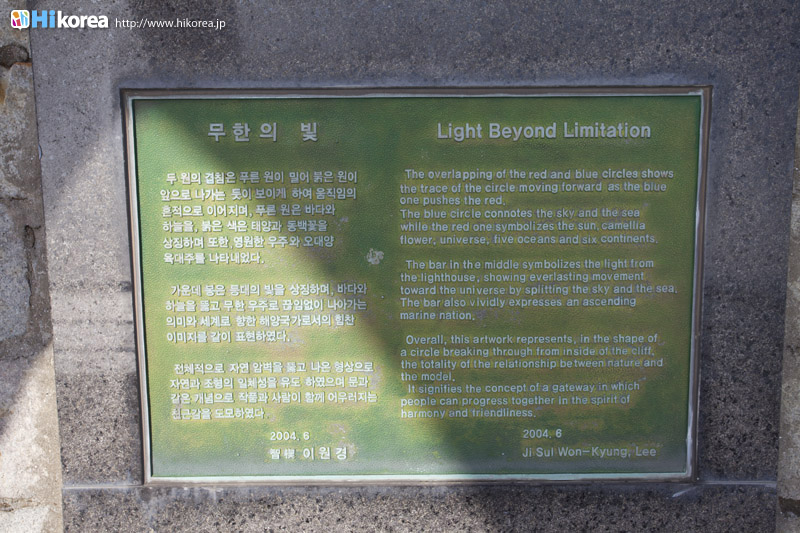 Hikorea http://www.hikorea.jp
무한의 빛
두 원의 겹침은 푸른 원이 밀어 붉은 원이
앞으로 나가는 듯이 보이게 하여 움직임의
흔적으로 이어지며, 푸른 원은 바다와
하늘을, 붉은 색은 태양과 동백꽃을
상징하며 또한 영원한 우주와 오대양
육대주를 나타내었다.
가운데 봉은 등대의 빛을 상징하며, 바다와
하늘을 뚫고 무한 우주로 끊임없이 나아가는
의미와 세계로 향한 해양국가로서의 힘찬
이미지를 같이 표현하였다.
전체적으로 자연 암벽을 뚫고 나온 형상으로
자연과 조형의 일체성을 유도 하였으며 문과
같은 개념으로 작품과 사람이 함께 어우러지는
친근감을 도모하였다.
2004. 6
이원경
Light Beyond Limitation
The overlapping of the red and blue circles shows
the trace of the circle moving forward as the blue
one pushes the red.
The blue circle connotes the sky and the sea
while the red one symbolizes the sun, camellia
flower, universe, five oceans and six continents.
The bar in the middle symbolizes the light from
the lighthouse, showing everlasting movement
toward the universe by splitting the sky and the sea.
The bar also vividly expresses an ascending
marine nation.
Overall, this artwork represents, in the shape of
a circle breaking through from inside of the cliff,
the totality of the relationship between nature and
the model.
It signifies the concept of a gateway in which
people can progress together in the spirit of
harmony and friendliness.
2004. 6
Ji Sul Won-Kyung, Lee